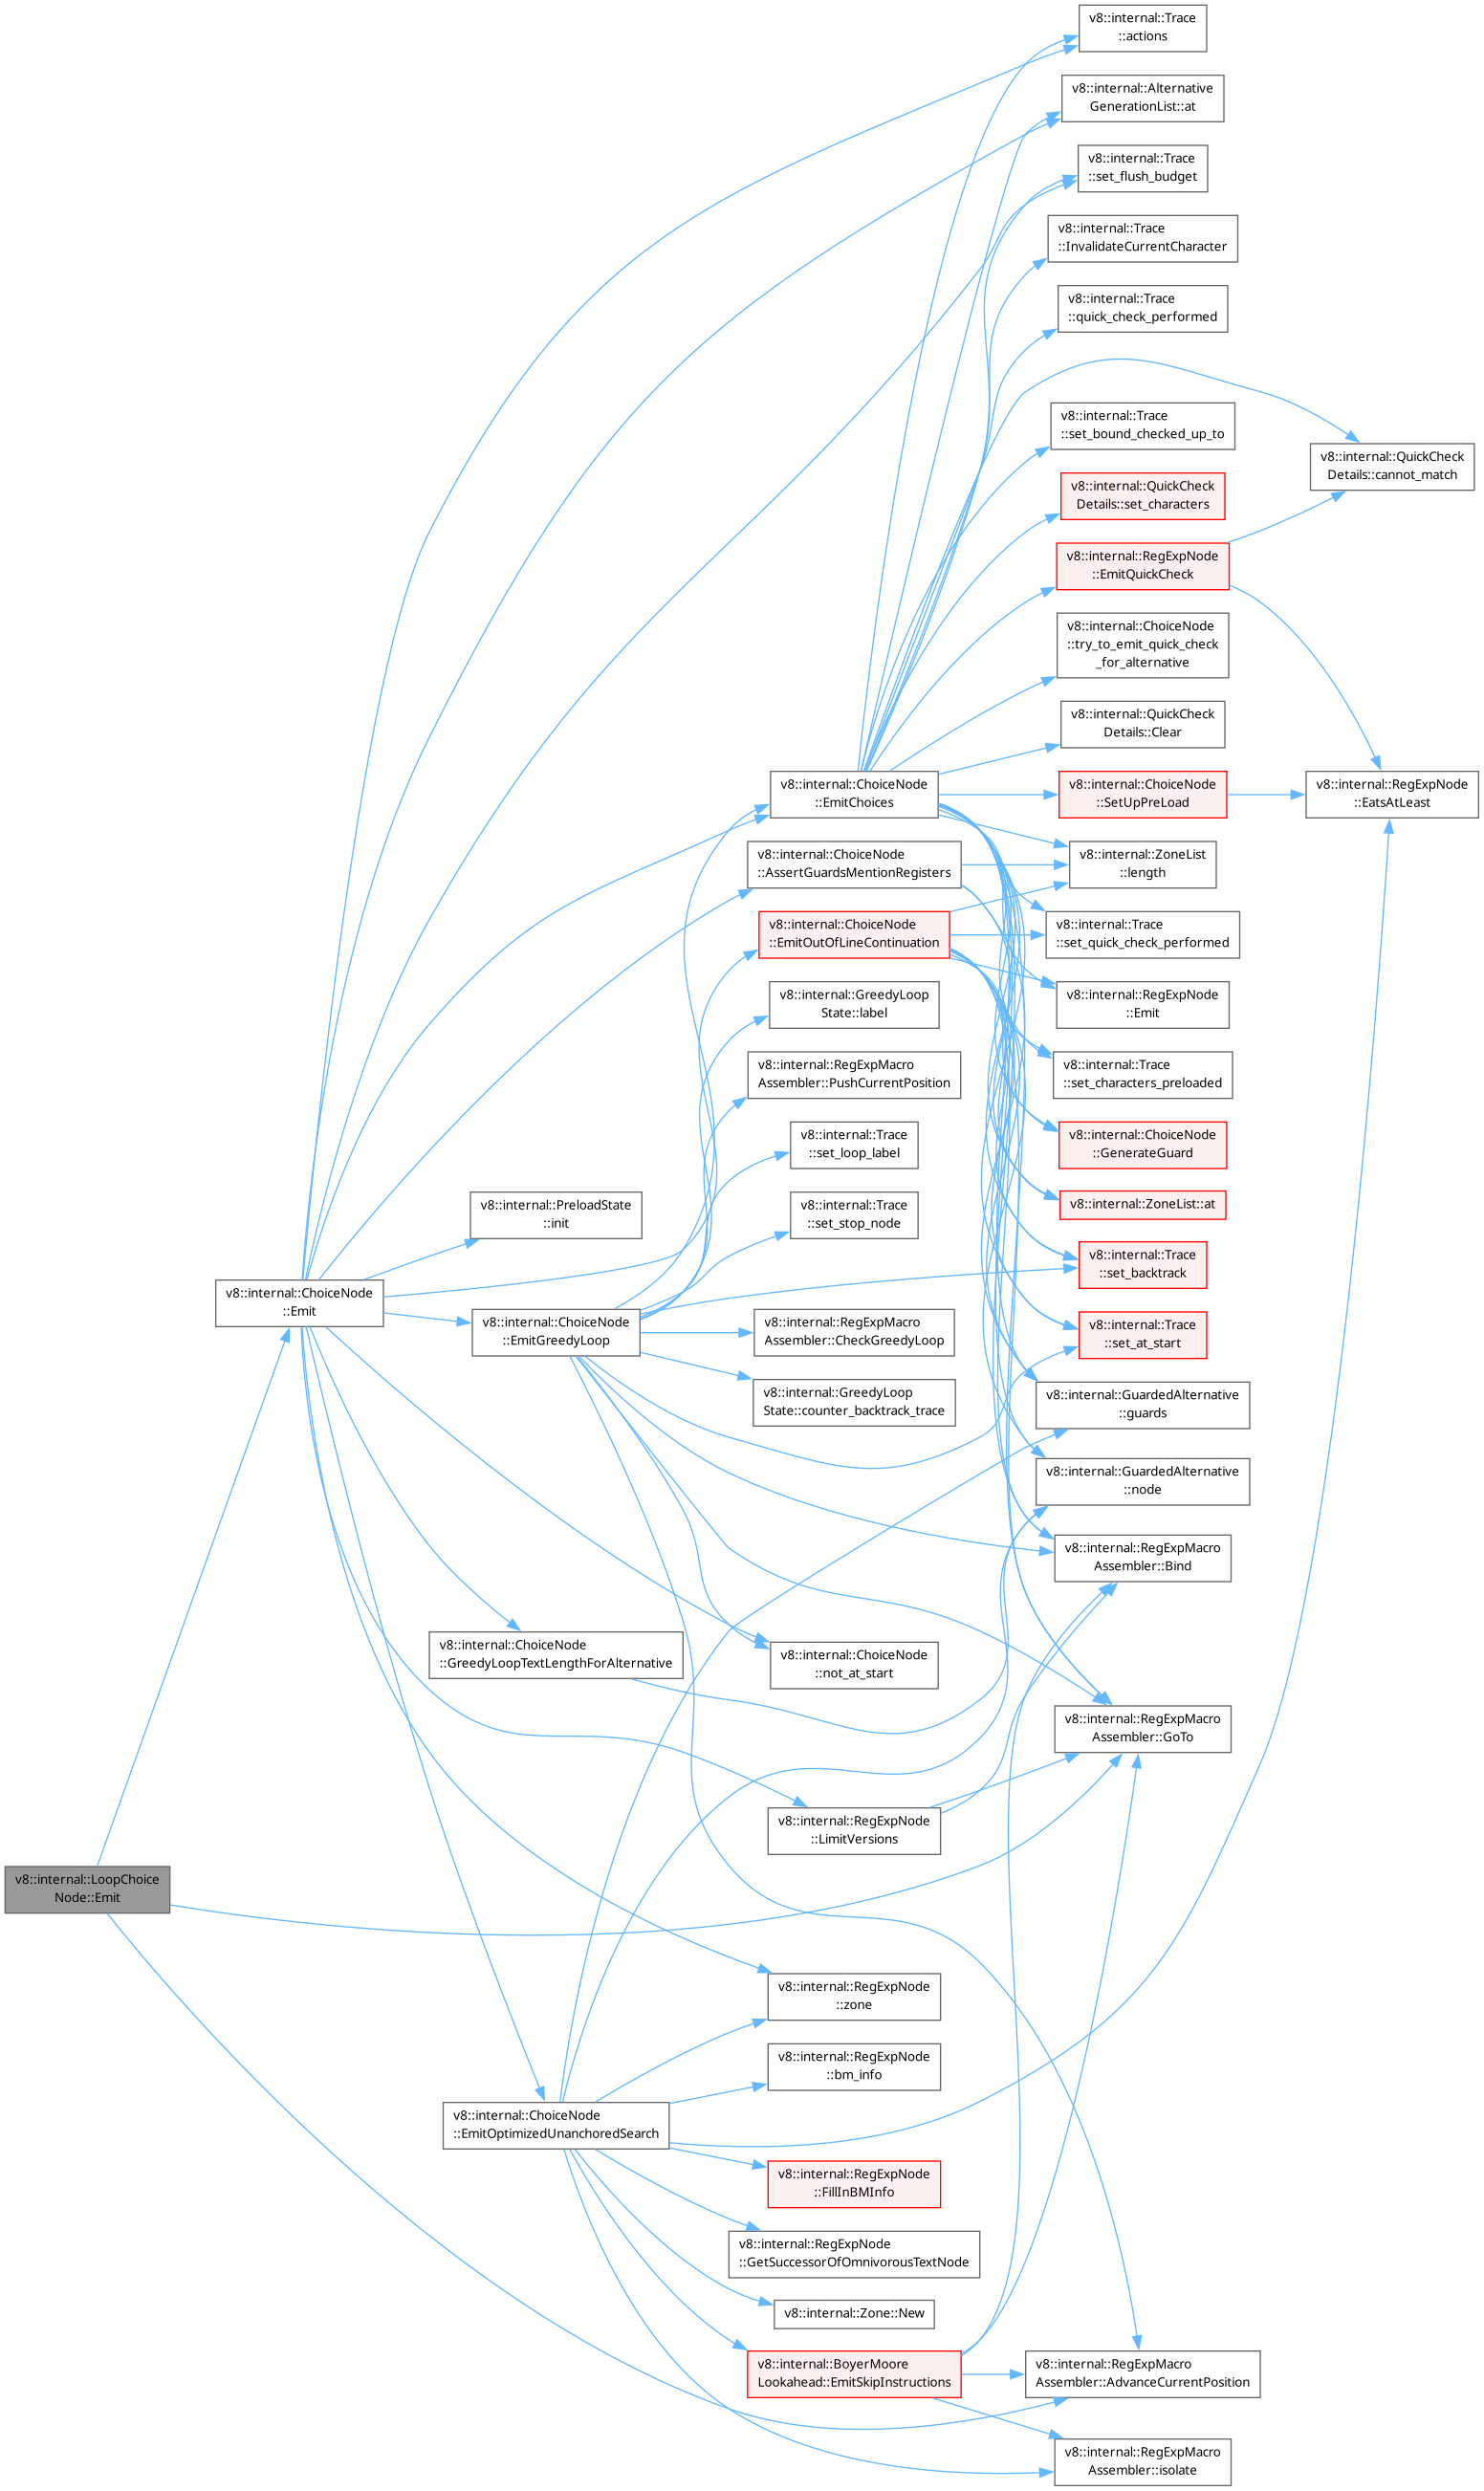 v8::internal::Trace
::actions
v8::internal::Alternative
GenerationList::at
v8::internal::Trace
::set_flush_budget
v8::internal::Trace
::InvalidateCurrentCharacter
v8::internal::Trace
::quick_check_performed
v8::internal::Trace
::set_bound_checked_up_to
v8::internal::QuickCheck
Details::cannot_match
v8::internal::QuickCheck
Details::set_characters
v8::internal::RegExpNode
::EmitQuickCheck
v8::internal::ChoiceNode
::try_to_emit_quick_check
_for_alternative
v8::internal::QuickCheck
Details::Clear
v8::internal::ChoiceNode
::EmitChoices
v8::internal::ChoiceNode
::SetUpPreLoad
v8::internal::RegExpNode
::EatsAtLeast
v8::internal::ChoiceNode
::AssertGuardsMentionRegisters
v8::internal::ZoneList
::length
v8::internal::ChoiceNode
::EmitOutOfLineContinuation
v8::internal::Trace
::set_quick_check_performed
v8::internal::GreedyLoop
State::label
v8::internal::RegExpNode
::Emit
v8::internal::RegExpMacro
Assembler::PushCurrentPosition
v8::internal::Trace
::set_characters_preloaded
v8::internal::Trace
::set_loop_label
v8::internal::ChoiceNode
::GenerateGuard
v8::internal::PreloadState
::init
v8::internal::Trace
::set_stop_node
v8::internal::ZoneList::at
v8::internal::Trace
::set_backtrack
v8::internal::ChoiceNode
::Emit
v8::internal::ChoiceNode
::EmitGreedyLoop
v8::internal::RegExpMacro
Assembler::CheckGreedyLoop
v8::internal::Trace
::set_at_start
v8::internal::GreedyLoop
State::counter_backtrack_trace
v8::internal::GuardedAlternative
::guards
v8::internal::GuardedAlternative
::node
v8::internal::RegExpMacro
Assembler::Bind
v8::internal::ChoiceNode
::GreedyLoopTextLengthForAlternative
v8::internal::ChoiceNode
::not_at_start
v8::internal::RegExpMacro
Assembler::GoTo
v8::internal::RegExpNode
::LimitVersions
v8::internal::LoopChoice
Node::Emit
v8::internal::RegExpNode
::zone
v8::internal::RegExpNode
::bm_info
v8::internal::ChoiceNode
::EmitOptimizedUnanchoredSearch
v8::internal::RegExpNode
::FillInBMInfo
v8::internal::RegExpNode
::GetSuccessorOfOmnivorousTextNode
v8::internal::Zone::New
v8::internal::BoyerMoore
Lookahead::EmitSkipInstructions
v8::internal::RegExpMacro
Assembler::AdvanceCurrentPosition
v8::internal::RegExpMacro
Assembler::isolate